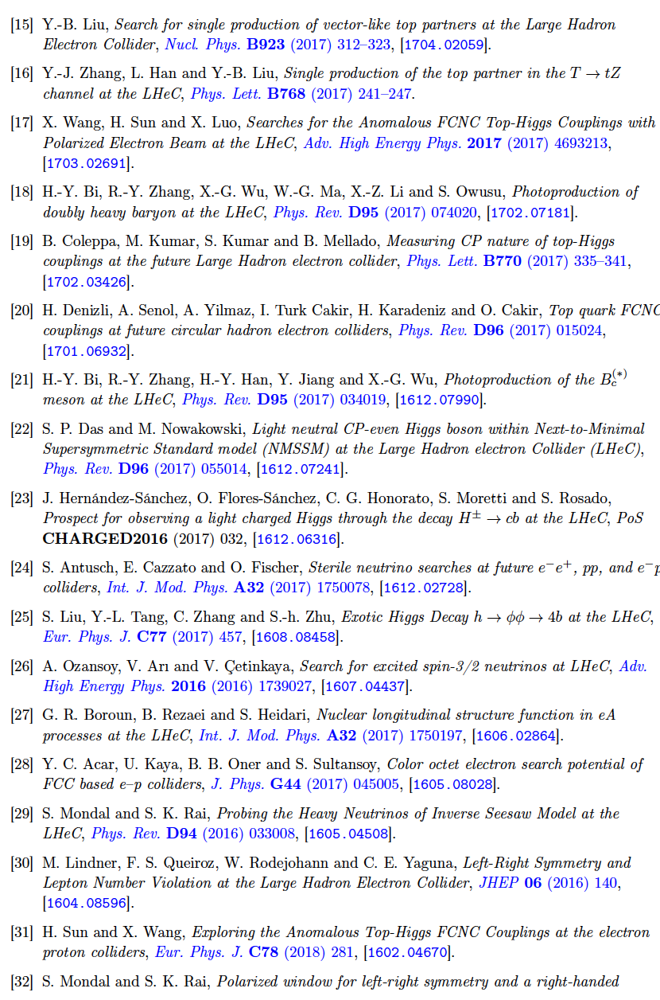 [15] Y.-B. Liu, Search for single production of vector-like top partners at the Large Hadron
Electron Collider, Nucl. Phys. B923 (2017) 312–323, [1704.02059].
[16] Y.-J. Zhang, L. Han and Y.-B. Liu, Single production of the top partner in the T → tZ
channel at the LHeC, Phys. Lett. B768 (2017) 241–247.
[17] X. Wang, H. Sun and X. Luo, Searches for the Anomalous FCNC Top-Higgs Couplings with
Polarized Electron Beam at the LHeC, Adv. High Energy Phys. 2017 (2017) 4693213,
[1703.02691].
[18] H.-Y. Bi, R.-Y. Zhang, X.-G. Wu, W.-G. Ma, X.-Z. Li and S. Owusu, Photoproduction of
doubly heavy baryon at the LHeC, Phys. Rev. D95 (2017) 074020, [1702.07181].
[19] B. Coleppa, M. Kumar, S. Kumar and B. Mellado, Measuring CP nature of top-Higgs
couplings at the future Large Hadron electron collider, Phys. Lett. B770 (2017) 335–341,
[1702.03426].
[20] H. Denizli, A. Senol, A. Yilmaz, I. Turk Cakir, H. Karadeniz and O. Cakir, Top quark FCNC
couplings at future circular hadron electron colliders, Phys. Rev. D96 (2017) 015024,
[1701.06932].
[21] H.-Y. Bi, R.-Y. Zhang, H.-Y. Han, Y. Jiang and X.-G. Wu, Photoproduction of the B_c^(∗)
meson at the LHeC, Phys. Rev. D95 (2017) 034019, [1612.07990].
[22] S. P. Das and M. Nowakowski, Light neutral CP-even Higgs boson within Next-to-Minimal
Supersymmetric Standard model (NMSSM) at the Large Hadron electron Collider (LHeC),
Phys. Rev. D96 (2017) 055014, [1612.07241].
[23] J. Hernández-Sánchez, O. Flores-Sánchez, C. G. Honorato, S. Moretti and S. Rosado,
Prospect for observing a light charged Higgs through the decay H± → cb at the LHeC, PoS
CHARGED2016 (2017) 032, [1612.06316].
[24] S. Antusch, E. Cazzato and O. Fischer, Sterile neutrino searches at future e⁻e⁺, pp, and e⁻p
colliders, Int. J. Mod. Phys. A32 (2017) 1750078, [1612.02728].
[25] S. Liu, Y.-L. Tang, C. Zhang and S.-h. Zhu, Exotic Higgs Decay h → ϕϕ → 4b at the LHeC,
Eur. Phys. J. C77 (2017) 457, [1608.08458].
[26] A. Ozansoy, V. Arı and V. Çetinkaya, Search for excited spin-3/2 neutrinos at LHeC, Adv.
High Energy Phys. 2016 (2016) 1739027, [1607.04437].
[27] G. R. Boroun, B. Rezaei and S. Heidari, Nuclear longitudinal structure function in eA
processes at the LHeC, Int. J. Mod. Phys. A32 (2017) 1750197, [1606.02864].
[28] Y. C. Acar, U. Kaya, B. B. Oner and S. Sultansoy, Color octet electron search potential of
FCC based e–p colliders, J. Phys. G44 (2017) 045005, [1605.08028].
[29] S. Mondal and S. K. Rai, Probing the Heavy Neutrinos of Inverse Seesaw Model at the
LHeC, Phys. Rev. D94 (2016) 033008, [1605.04508].
[30] M. Lindner, F. S. Queiroz, W. Rodejohann and C. E. Yaguna, Left-Right Symmetry and
Lepton Number Violation at the Large Hadron Electron Collider, JHEP 06 (2016) 140,
[1604.08596].
[31] H. Sun and X. Wang, Exploring the Anomalous Top-Higgs FCNC Couplings at the electron
proton colliders, Eur. Phys. J. C78 (2018) 281, [1602.04670].
[32] S. Mondal and S. K. Rai, Polarized window for left-right symmetry and a right-handed